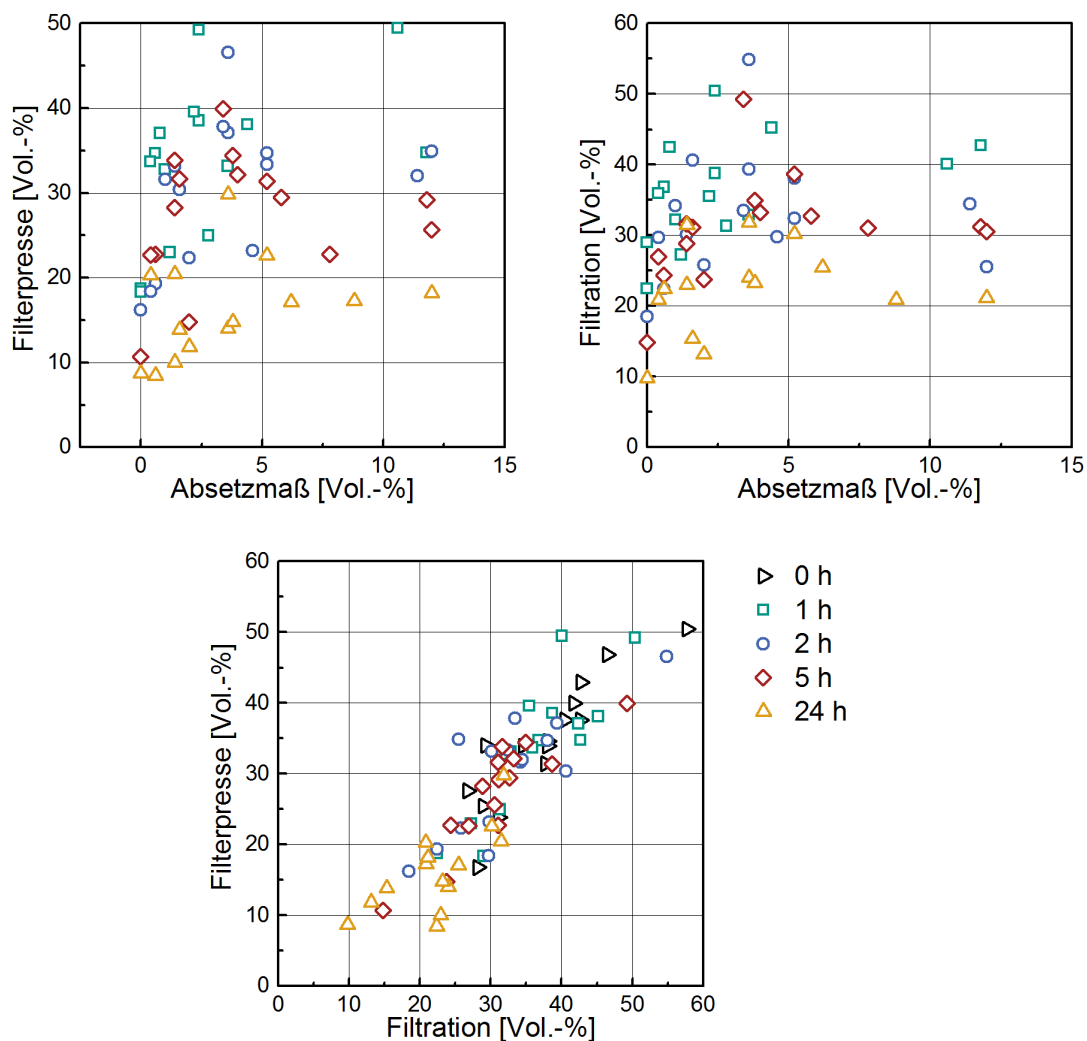 50
40
30
20
10
0
Filterpresse [Vol.-%]
0 5 10 15
Absetzmaß [Vol.-%]
60
50
40
30
20
10
0
Filtration [Vol.-%]
0 5 10 15
Absetzmaß [Vol.-%]
60
50
40
30
20
10
0
Filterpresse [Vol.-%]
0 10 20 30 40 50 60
Filtration [Vol.-%]
0 h
1 h
2 h
5 h
24 h